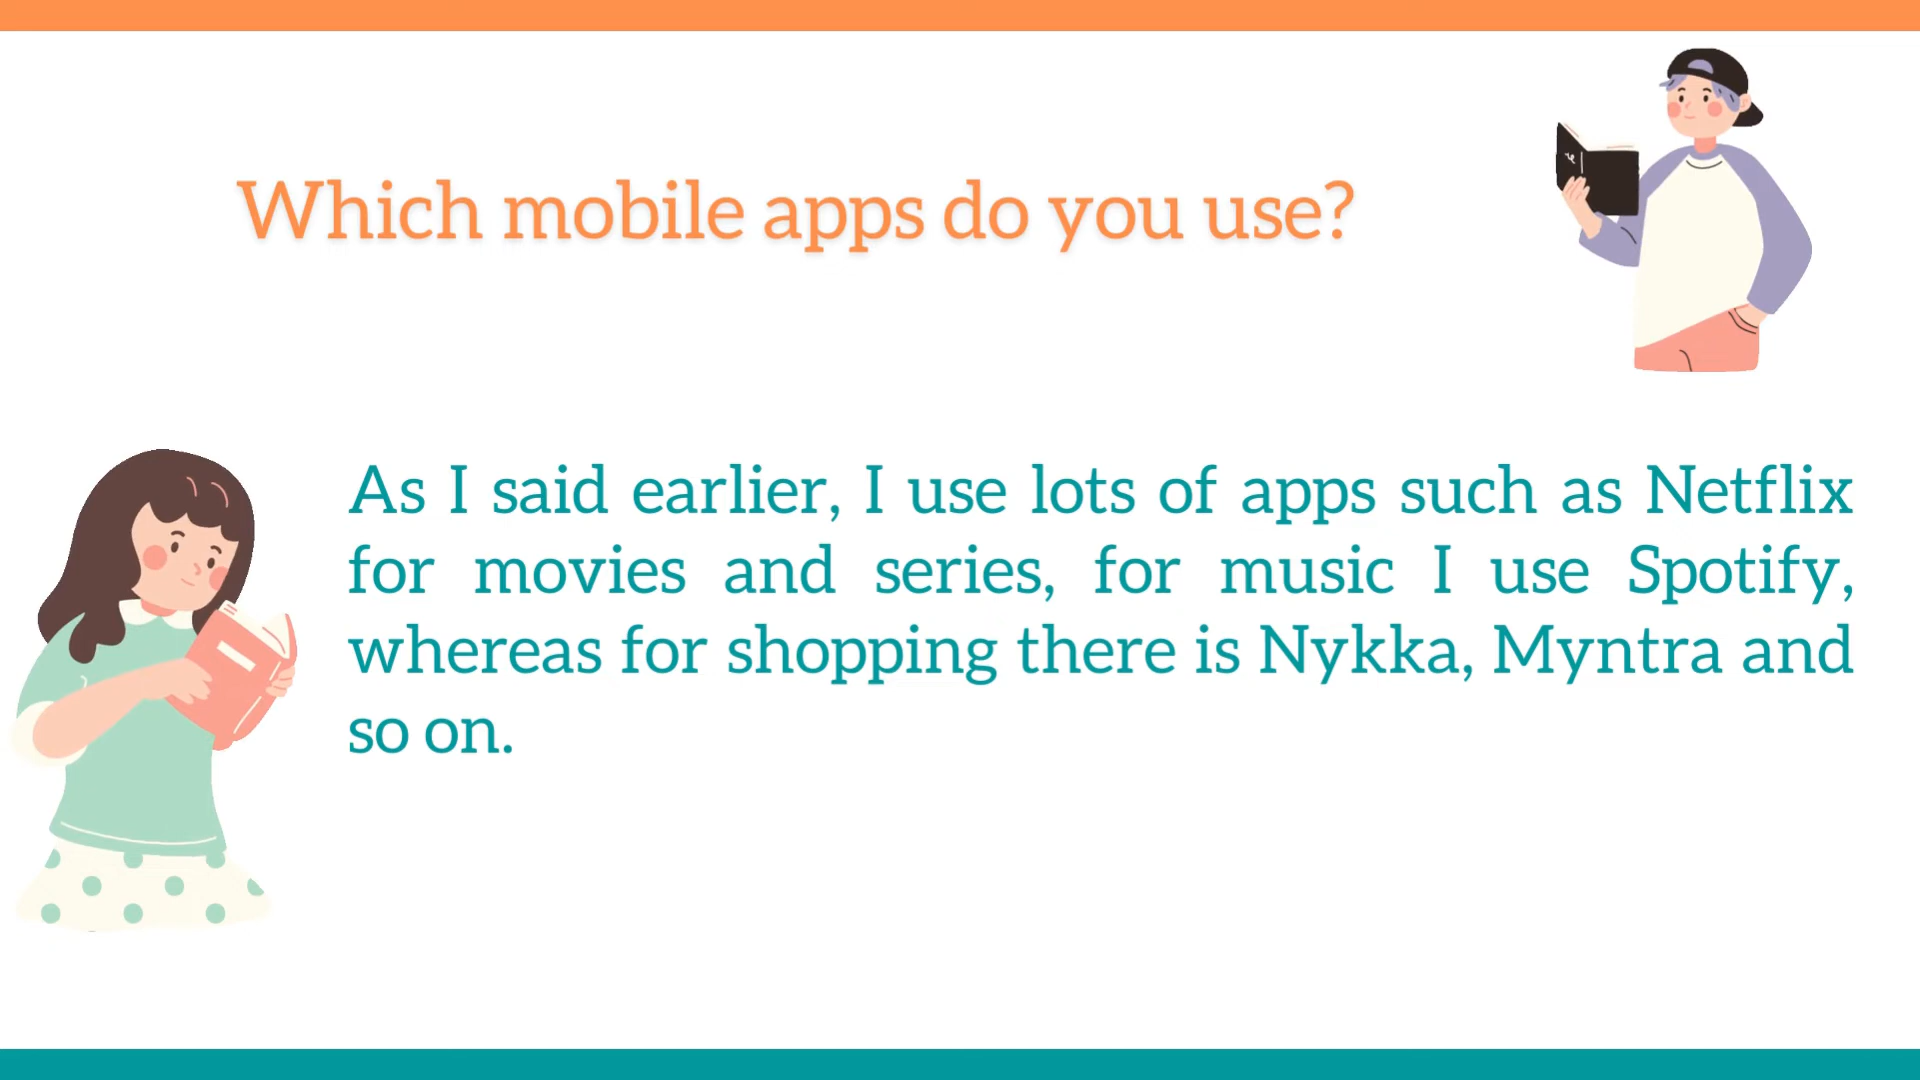 Which mobile apps do you use?
As I said earlier, I use lots of apps such as Netflix
for movies and series, for music I use Spotify,
whereas for shopping there is Nykka, Myntra and
so on.